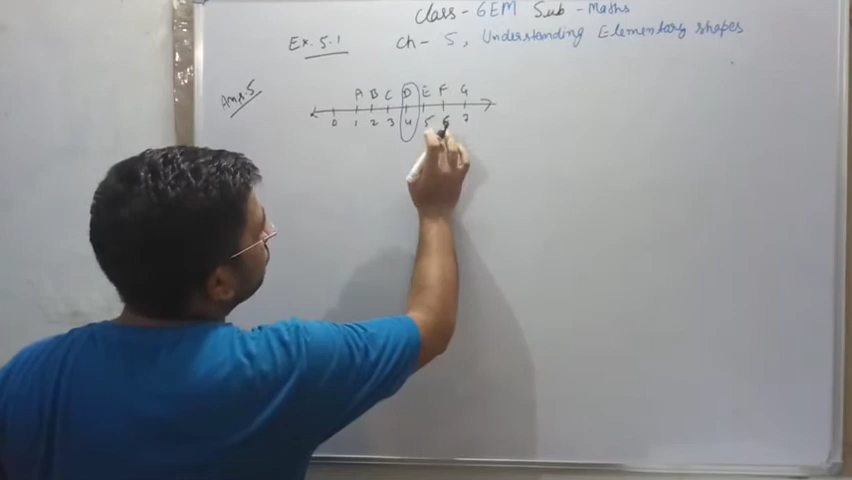 Class - 6EM Sub - Maths
Ex. 5.1 Ch - 5, Understanding Elementary shapes
Ans. 5
A B C D E F G
0 1 2 3 4 5 6 7